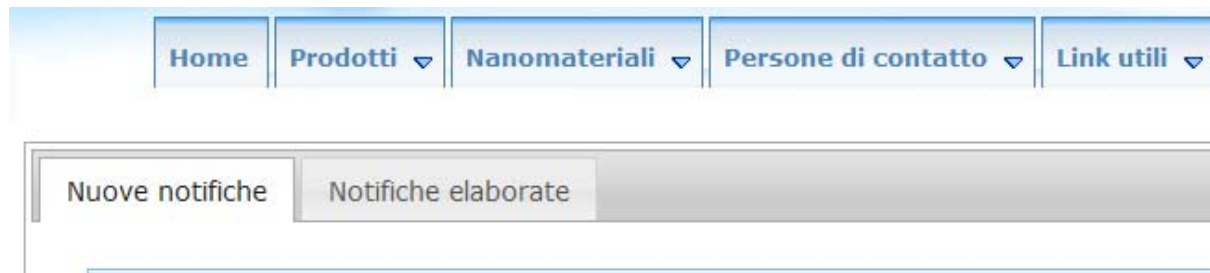 Home Prodotti Nanomateriali Persone di contatto Link utili
Nuove notifiche Notifiche elaborate